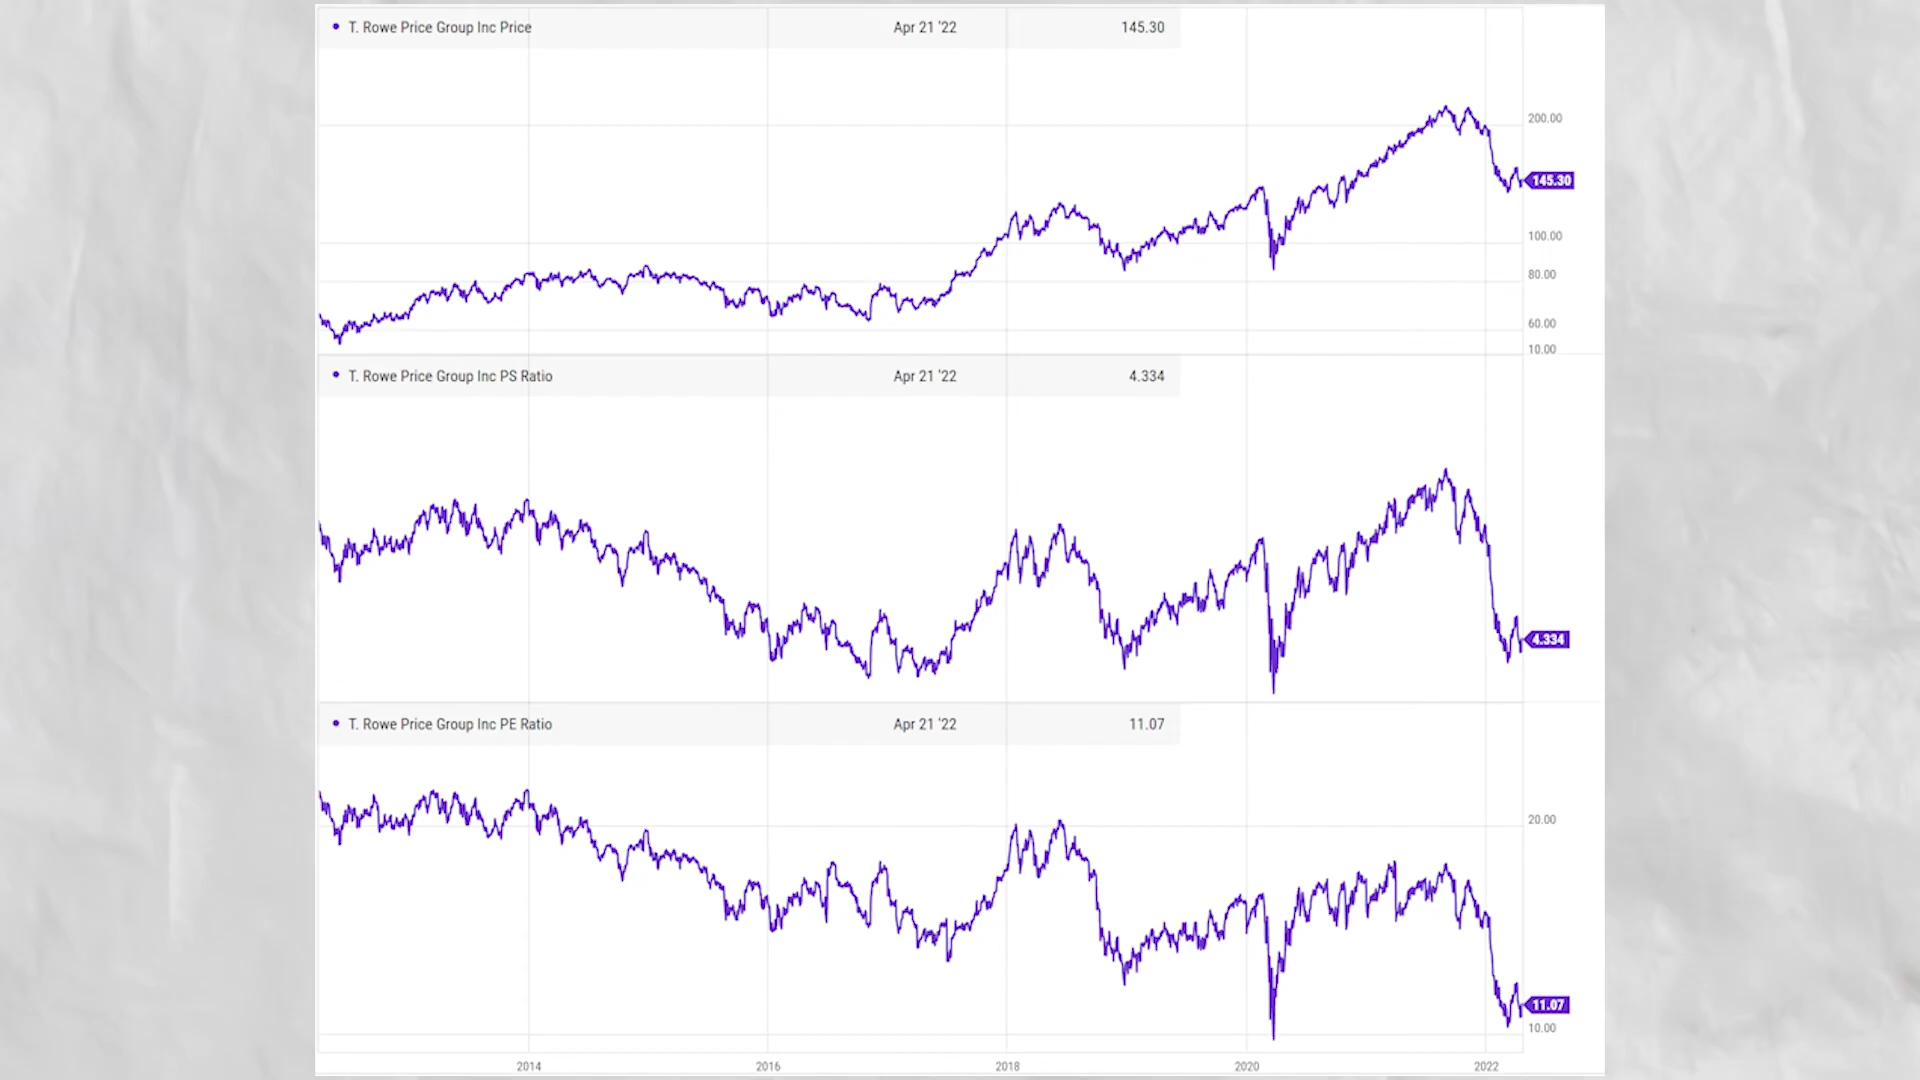 T. Rowe Price Group Inc Price Apr 21 '22 145.30
200.00
145.30
100.00
80.00
60.00
10.00
T. Rowe Price Group Inc PS Ratio Apr 21 '22 4.334
4.334
T. Rowe Price Group Inc PE Ratio Apr 21 '22 11.07
20.00
11.07
10.00
2014 2016 2018 2020 2022